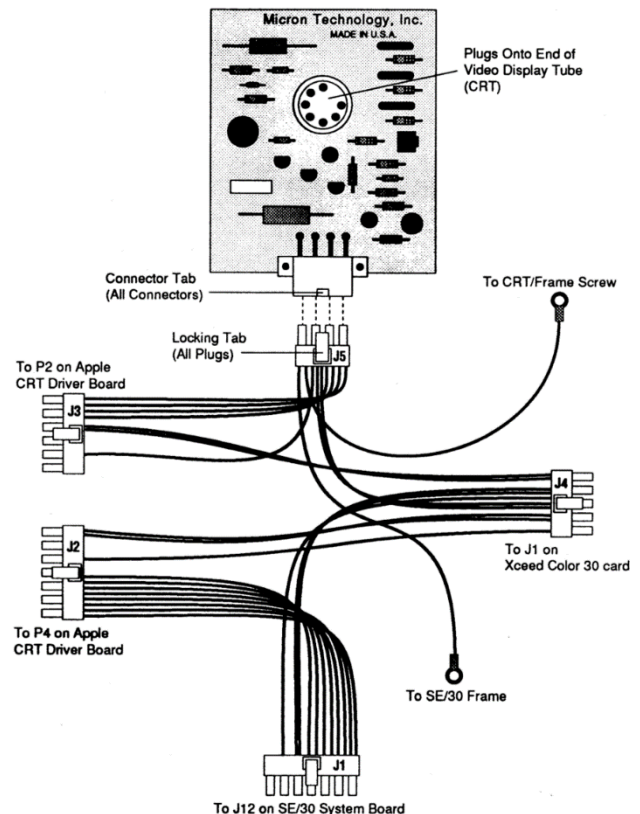 Micron Technology, Inc.
MADE IN U.S.A.
Plugs Onto End of
Video Display Tube
(CRT)
Connector Tab
(All Connectors)
To CRT/Frame Screw
Locking Tab
(All Plugs)
J5
To P2 on Apple
CRT Driver Board
J3
J4
J2
To J1 on
Xceed Color 30 card
To P4 on Apple
CRT Driver Board
To SE/30 Frame
J1
To J12 on SE/30 System Board